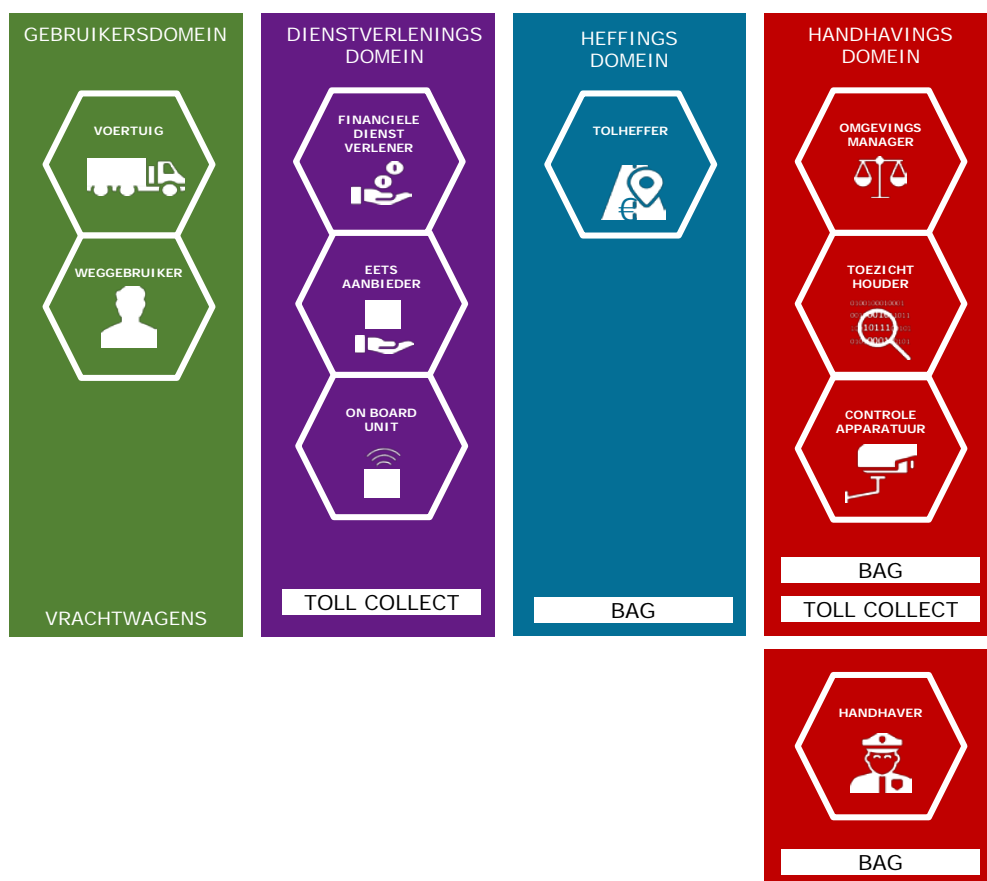 GEBRUIKERSDOMEIN
VOERTUIG
WEGGEBRUIKER
VRACHTWAGENS
DIENSTVERLENINGS
DOMEIN
FINANCIELE
DIENST
VERLENER
EETS
AANBIEDER
ON BOARD
UNIT
TOLL COLLECT
HEFFINGS
DOMEIN
TOLHEFFER
€
BAG
HANDHAVINGS
DOMEIN
OMGEVINGS
MANAGER
TOEZICHT
HOUDER
CONTROLE
APPARATUUR
BAG
TOLL COLLECT
HANDHAVER
BAG